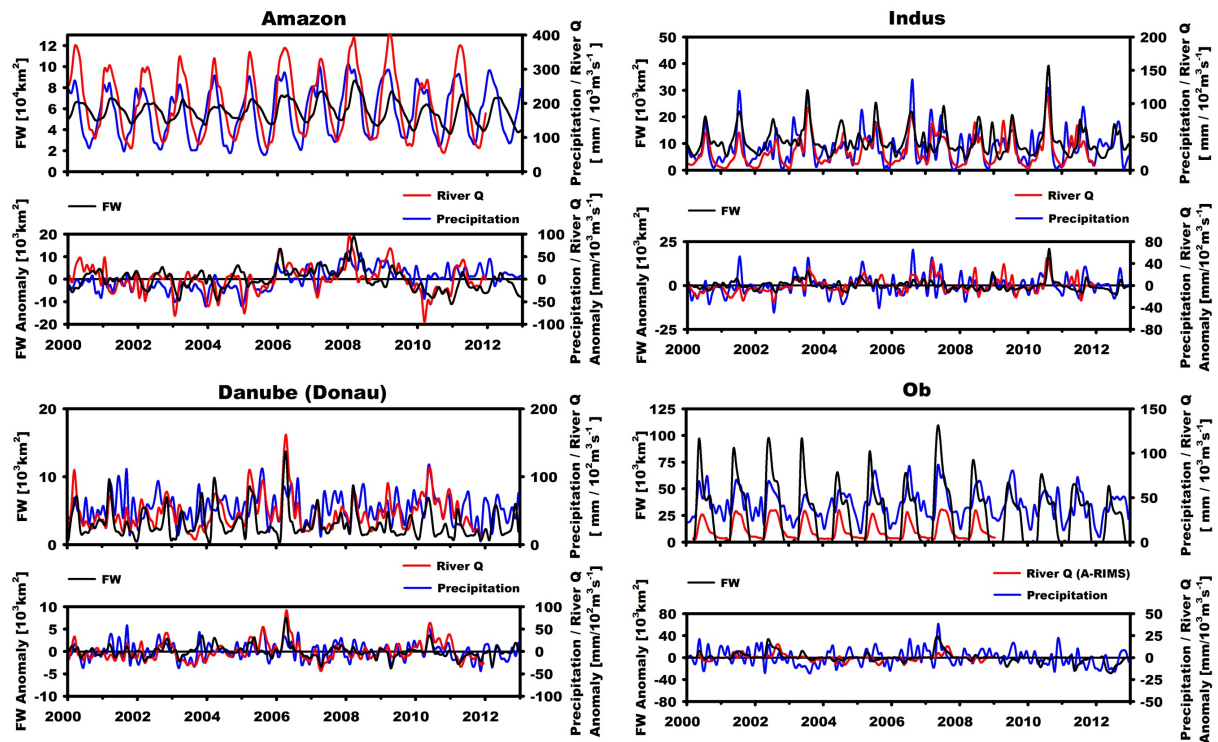 Amazon
FW [10⁴km²]
12
10
8
6
4
2
0
400
300
200
100
0
Precipitation / River Q
[ mm / 10³m³s⁻¹]
FW
River Q
Precipitation
FW Anomaly [10³km²]
20
10
0
-10
-20
100
50
0
-50
-100
Precipitation / River Q
Anomaly [mm/10³m³s⁻¹]
2000 2002 2004 2006 2008 2010 2012
Indus
FW [10³km²]
50
40
30
20
10
0
200
150
100
50
0
Precipitation / River Q
[ mm / 10²m³s⁻¹]
FW
River Q
Precipitation
FW Anomaly [10³km²]
25
0
-25
80
40
0
-40
-80
Precipitation / River Q
Anomaly [mm/10²m³s⁻¹]
2000 2002 2004 2006 2008 2010 2012
Danube (Donau)
FW [10³km²]
20
10
0
200
100
0
Precipitation / River Q
[ mm / 10²m³s⁻¹]
FW
River Q
Precipitation
FW Anomaly [10³km²]
10
5
0
-5
-10
100
50
0
-50
-100
Precipitation / River Q
Anomaly [mm/10²m³s⁻¹]
2000 2002 2004 2006 2008 2010 2012
Ob
FW [10³km²]
125
100
75
50
25
0
150
100
50
0
Precipitation / River Q
[ mm / 10³m³s⁻¹]
FW
River Q (A-RIMS)
Precipitation
FW Anomaly [10³km²]
80
40
0
-40
-80
50
25
0
-25
-50
Precipitation / River Q
Anomaly [mm/10³m³s⁻¹]
2000 2002 2004 2006 2008 2010 2012